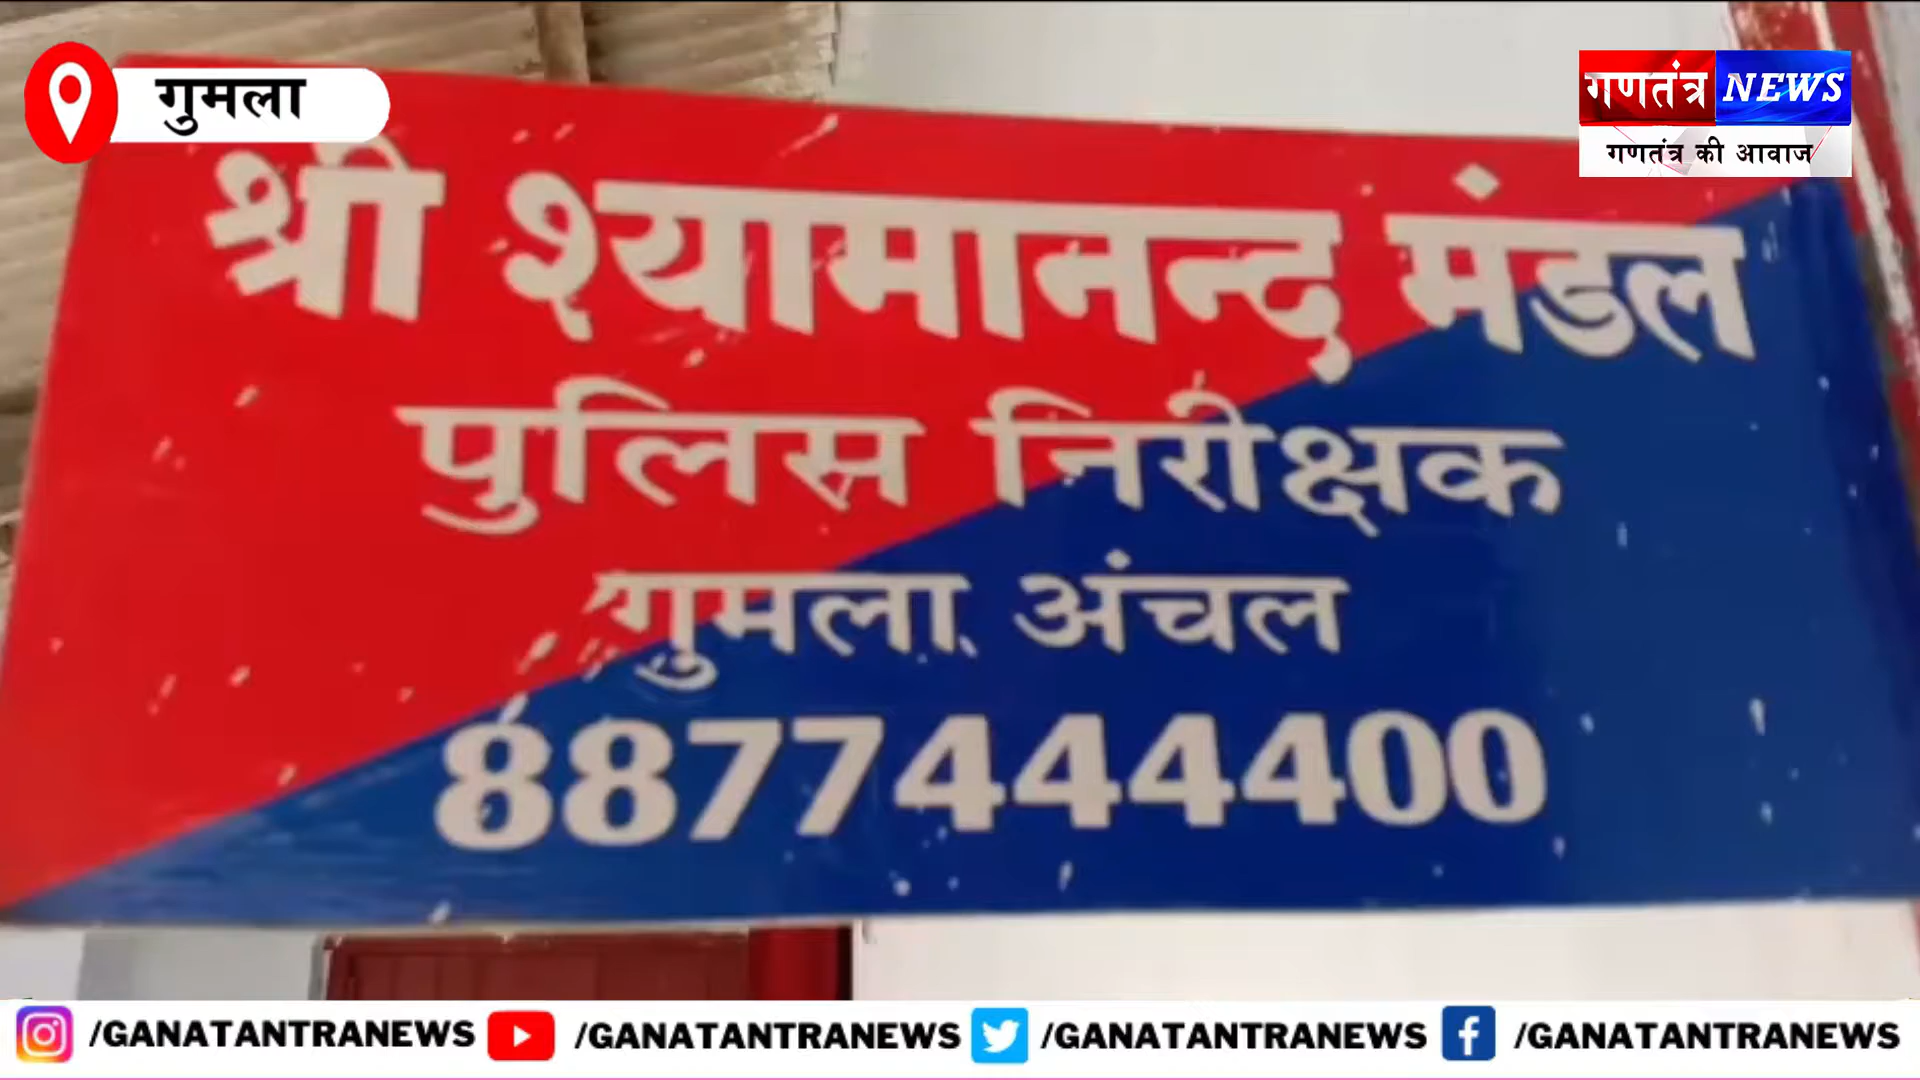 गुमला
गणतंत्र NEWS
गणतंत्र की आवाज
श्री श्यामानन्द मंडल
पुलिस निरीक्षक
गुमला अंचल
8877444400
/GANATANTRANEWS /GANATANTRANEWS /GANATANTRANEWS /GANATANTRANEWS